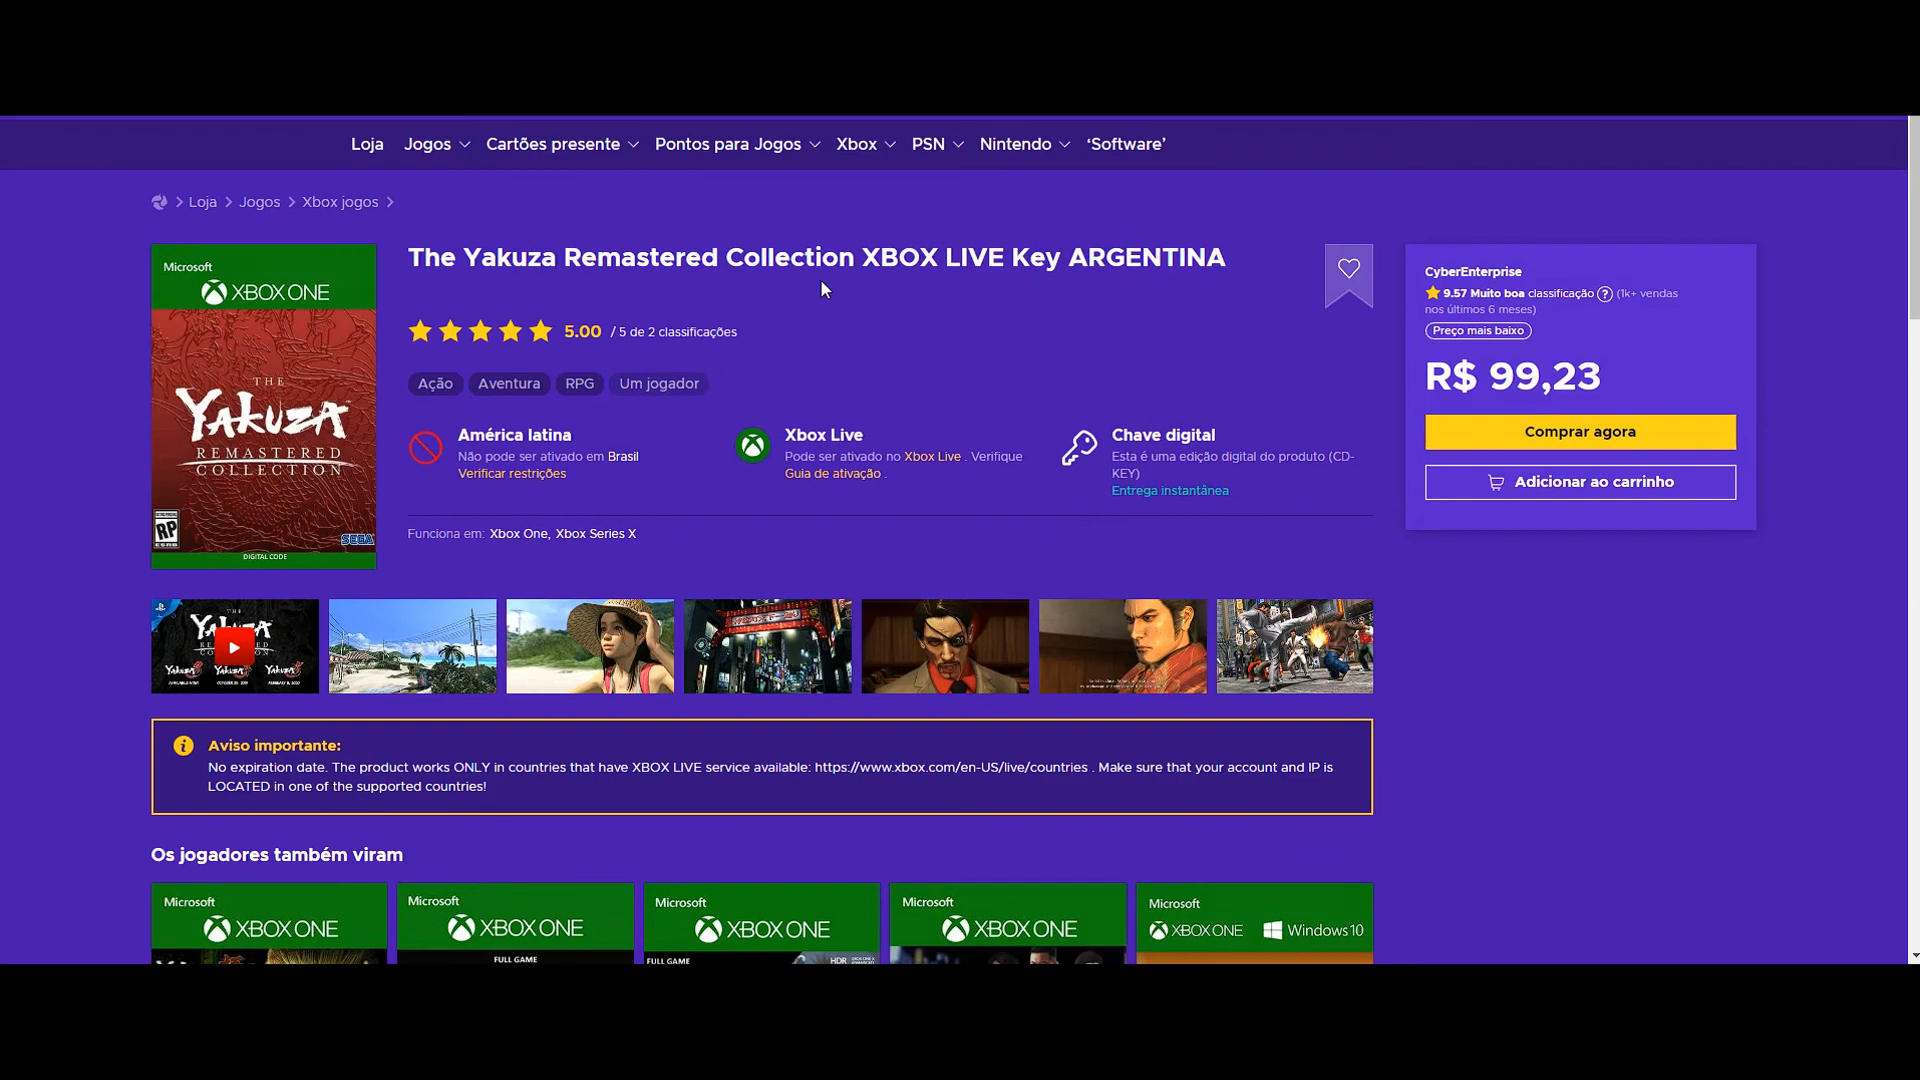 Loja Jogos Cartões presente Pontos para Jogos Xbox PSN Nintendo ‘Software’
Loja Jogos Xbox jogos
Microsoft
XBOX ONE
THE
YAKUZA
REMASTERED
COLLECTION
RP
ESRB
SEGA
DIGITAL CODE
The Yakuza Remastered Collection XBOX LIVE Key ARGENTINA
5.00 / 5 de 2 classificações
Ação Aventura RPG Um jogador
América latina
Não pode ser ativado em Brasil
Verificar restrições
Xbox Live
Pode ser ativado no Xbox Live . Verifique
Guia de ativação .
Chave digital
Esta é uma edição digital do produto (CD-
KEY)
Entrega instantânea
Funciona em: Xbox One, Xbox Series X
CyberEnterprise
9.57 Muito boa classificação ? (1k+ vendas
nos últimos 6 meses)
Preço mais baixo
R$ 99,23
Comprar agora
Adicionar ao carrinho
THE
YAKUZA
Aviso importante:
No expiration date. The product works ONLY in countries that have XBOX LIVE service available: https://www.xbox.com/en-US/live/countries . Make sure that your account and IP is
LOCATED in one of the supported countries!
Os jogadores também viram
Microsoft
XBOX ONE
Microsoft
XBOX ONE
FULL GAME
Microsoft
XBOX ONE
FULL GAME
HDR
Microsoft
XBOX ONE
Microsoft
XBOX ONE Windows 10